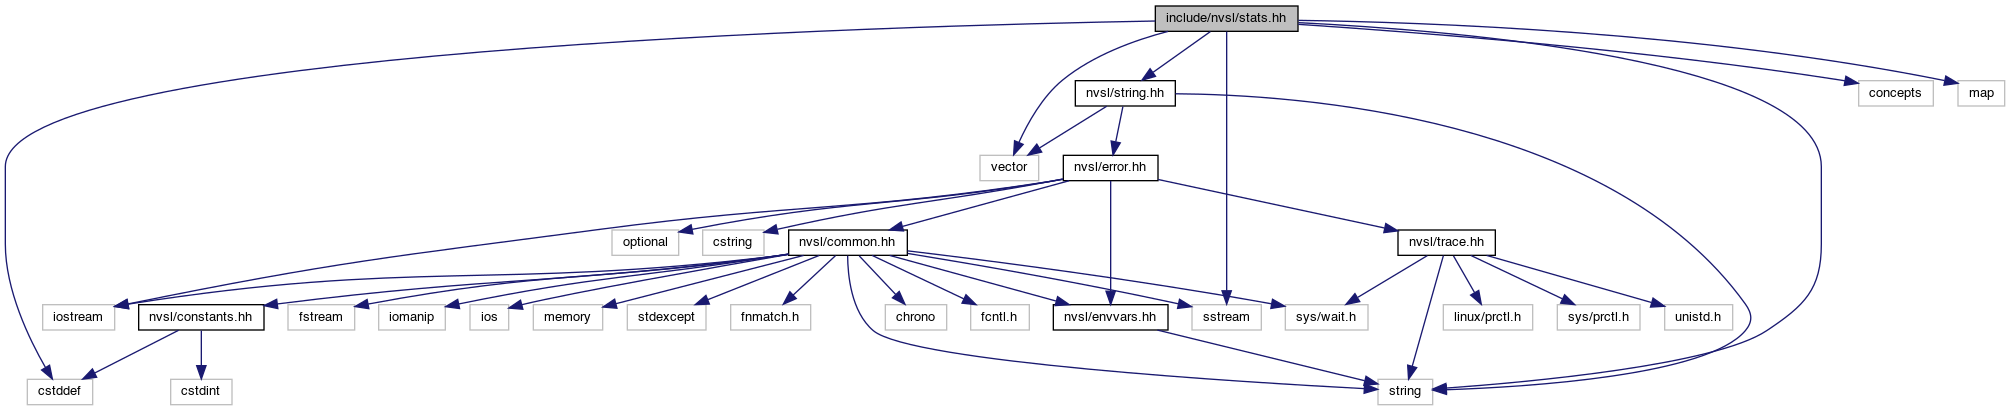 include/nvsl/stats.hh
nvsl/string.hh
concepts
map
vector
nvsl/error.hh
optional
cstring
nvsl/common.hh
nvsl/trace.hh
iostream
nvsl/constants.hh
fstream
iomanip
ios
memory
stdexcept
fnmatch.h
chrono
fcntl.h
nvsl/envvars.hh
sstream
sys/wait.h
linux/prctl.h
sys/prctl.h
unistd.h
cstddef
cstdint
string